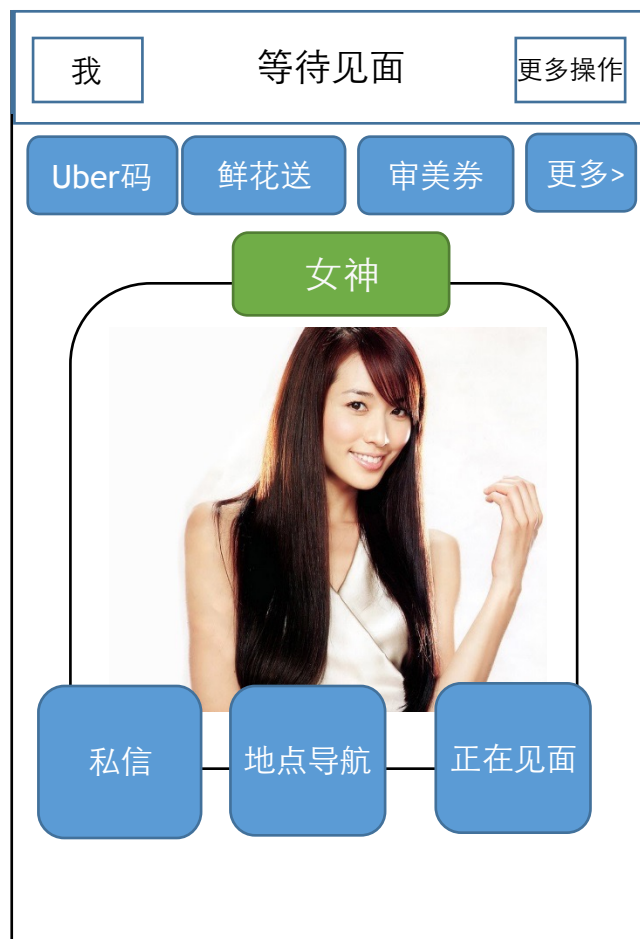 我
等待见面
更多操作
Uber码
鲜花送
审美券
更多>
女神
私信
地点导航
正在见面